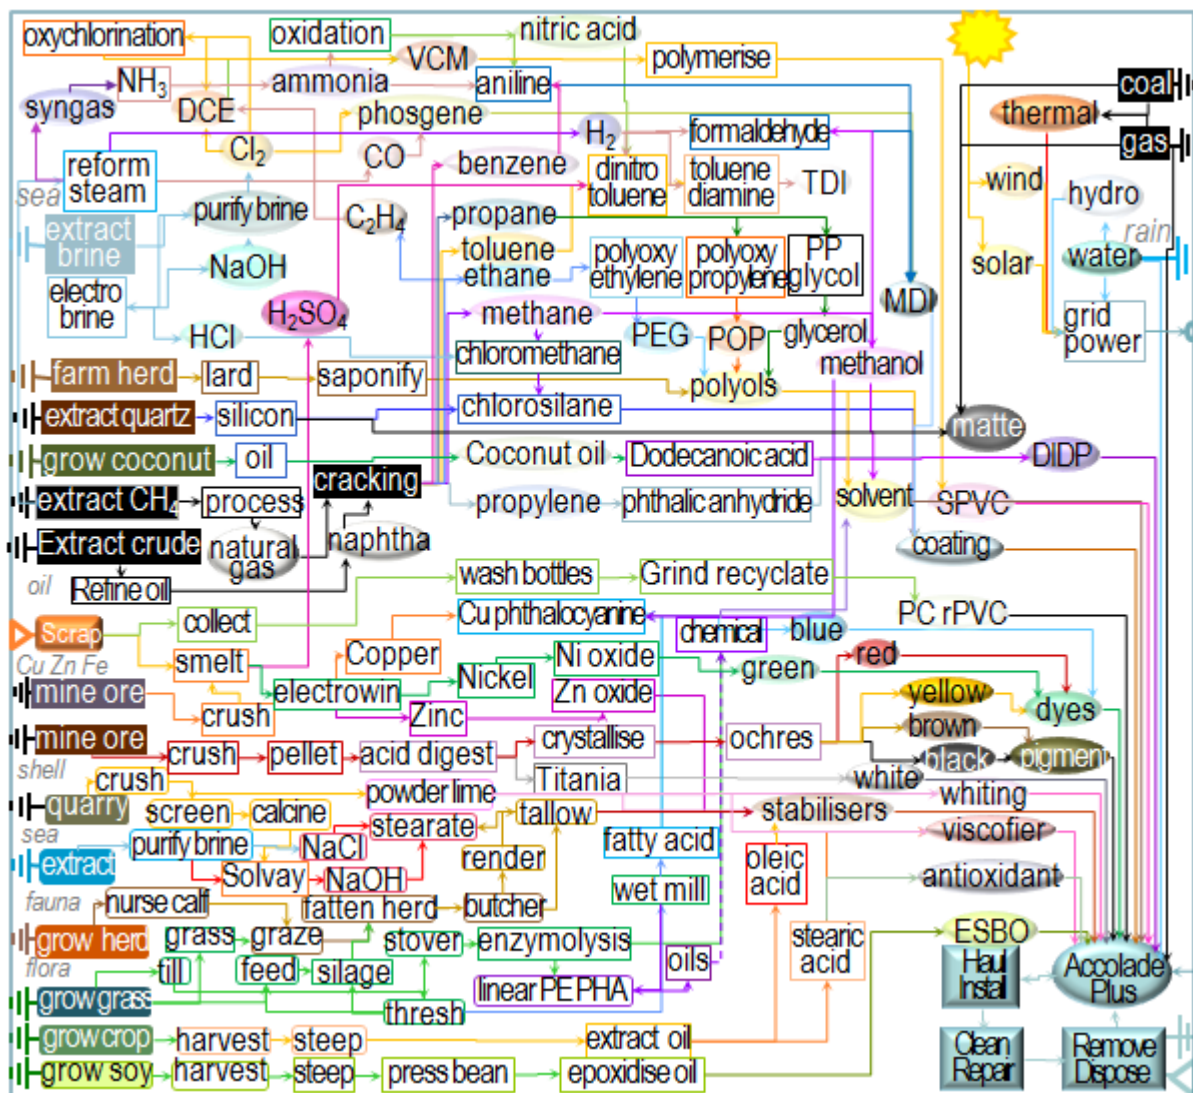 oxychlorination
oxidation
nitric acid
VCM
polymerise
NH3
ammonia
aniline
coal
syngas
DCE
phosgene
thermal
Cl2
CO
H2
formaldehyde
gas
reform
steam
benzene
dinitro
toluene
toluene
diamine
TDI
wind
hydro
sea
purify brine
C2H4
propane
extract
brine
toluene
polyoxy
ethylene
polyoxy
propylene
PP
glycol
rain
NaOH
ethane
solar
water
electro
brine
H2SO4
methane
MDI
grid
power
HCl
PEG
POP
glycerol
chloromethane
methanol
farm herd
lard
saponify
polyols
extract quartz
silicon
chlorosilane
matte
grow coconut
oil
Coconut oil
Dodecanoic acid
DIDP
cracking
extract CH4
process
propylene
phthalic anhydride
solvent
SPVC
Extract crude
natural
gas
naphtha
coating
oil
Refine oil
wash bottles
Grind recyclate
Scrap
collect
Cu phthalocyanine
chemical
blue
PC rPVC
Cu Zn Fe
smelt
Copper
Ni oxide
green
red
mine ore
electrowin
Nickel
Zn oxide
yellow
crush
Zinc
dyes
mine ore
crush
pellet
acid digest
crystallise
ochres
brown
shell
black
pigment
crush
Titania
white
quarry
powder lime
whiting
screen
calcine
stearate
tallow
stabilisers
sea
purify brine
NaCl
viscofier
extract
render
fatty acid
oleic
acid
Solvay
NaOH
antioxidant
fauna
nurse calf
fatten herd
butcher
wet mill
grow herd
grass
graze
stover
enzymolysis
oils
stearic
acid
ESBO
flora
till
feed
silage
Haul
Install
Accolade
Plus
grow grass
linear PEPHA
thresh
grow crop
harvest
steep
extract oil
Clean
Repair
Remove
Dispose
grow soy
harvest
steep
press bean
epoxidise oil